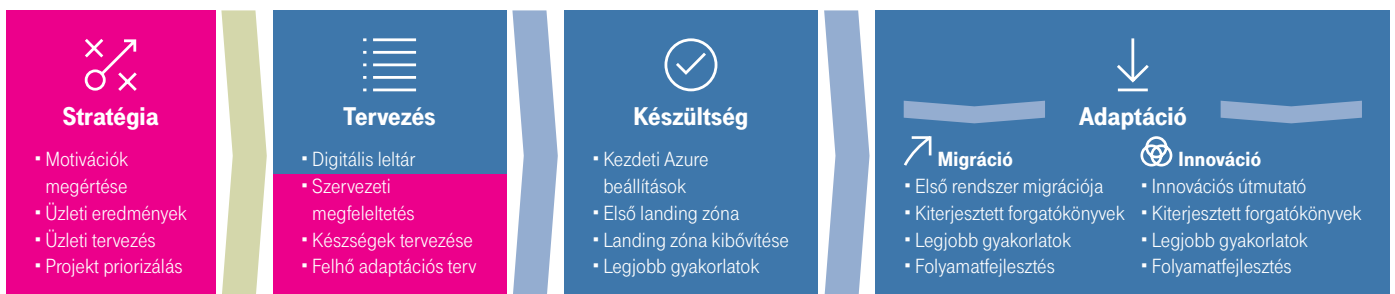 Stratégia
▪ Motivációk
megértése
▪ Üzleti eredmények
▪ Üzleti tervezés
▪ Projekt priorizálás
Tervezés
▪ Digitális leltár
▪ Szervezeti
megfeleltetés
▪ Készségek tervezése
▪ Felhő adaptációs terv
Készültség
▪ Kezdeti Azure
beállítások
▪ Első landing zóna
▪ Landing zóna kibővítése
▪ Legjobb gyakorlatok
Adaptáció
Migráció
▪ Első rendszer migrációja
▪ Kiterjesztett forgatókönyvek
▪ Legjobb gyakorlatok
▪ Folyamatfejlesztés
Innováció
▪ Innovációs útmutató
▪ Kiterjesztett forgatókönyvek
▪ Legjobb gyakorlatok
▪ Folyamatfejlesztés